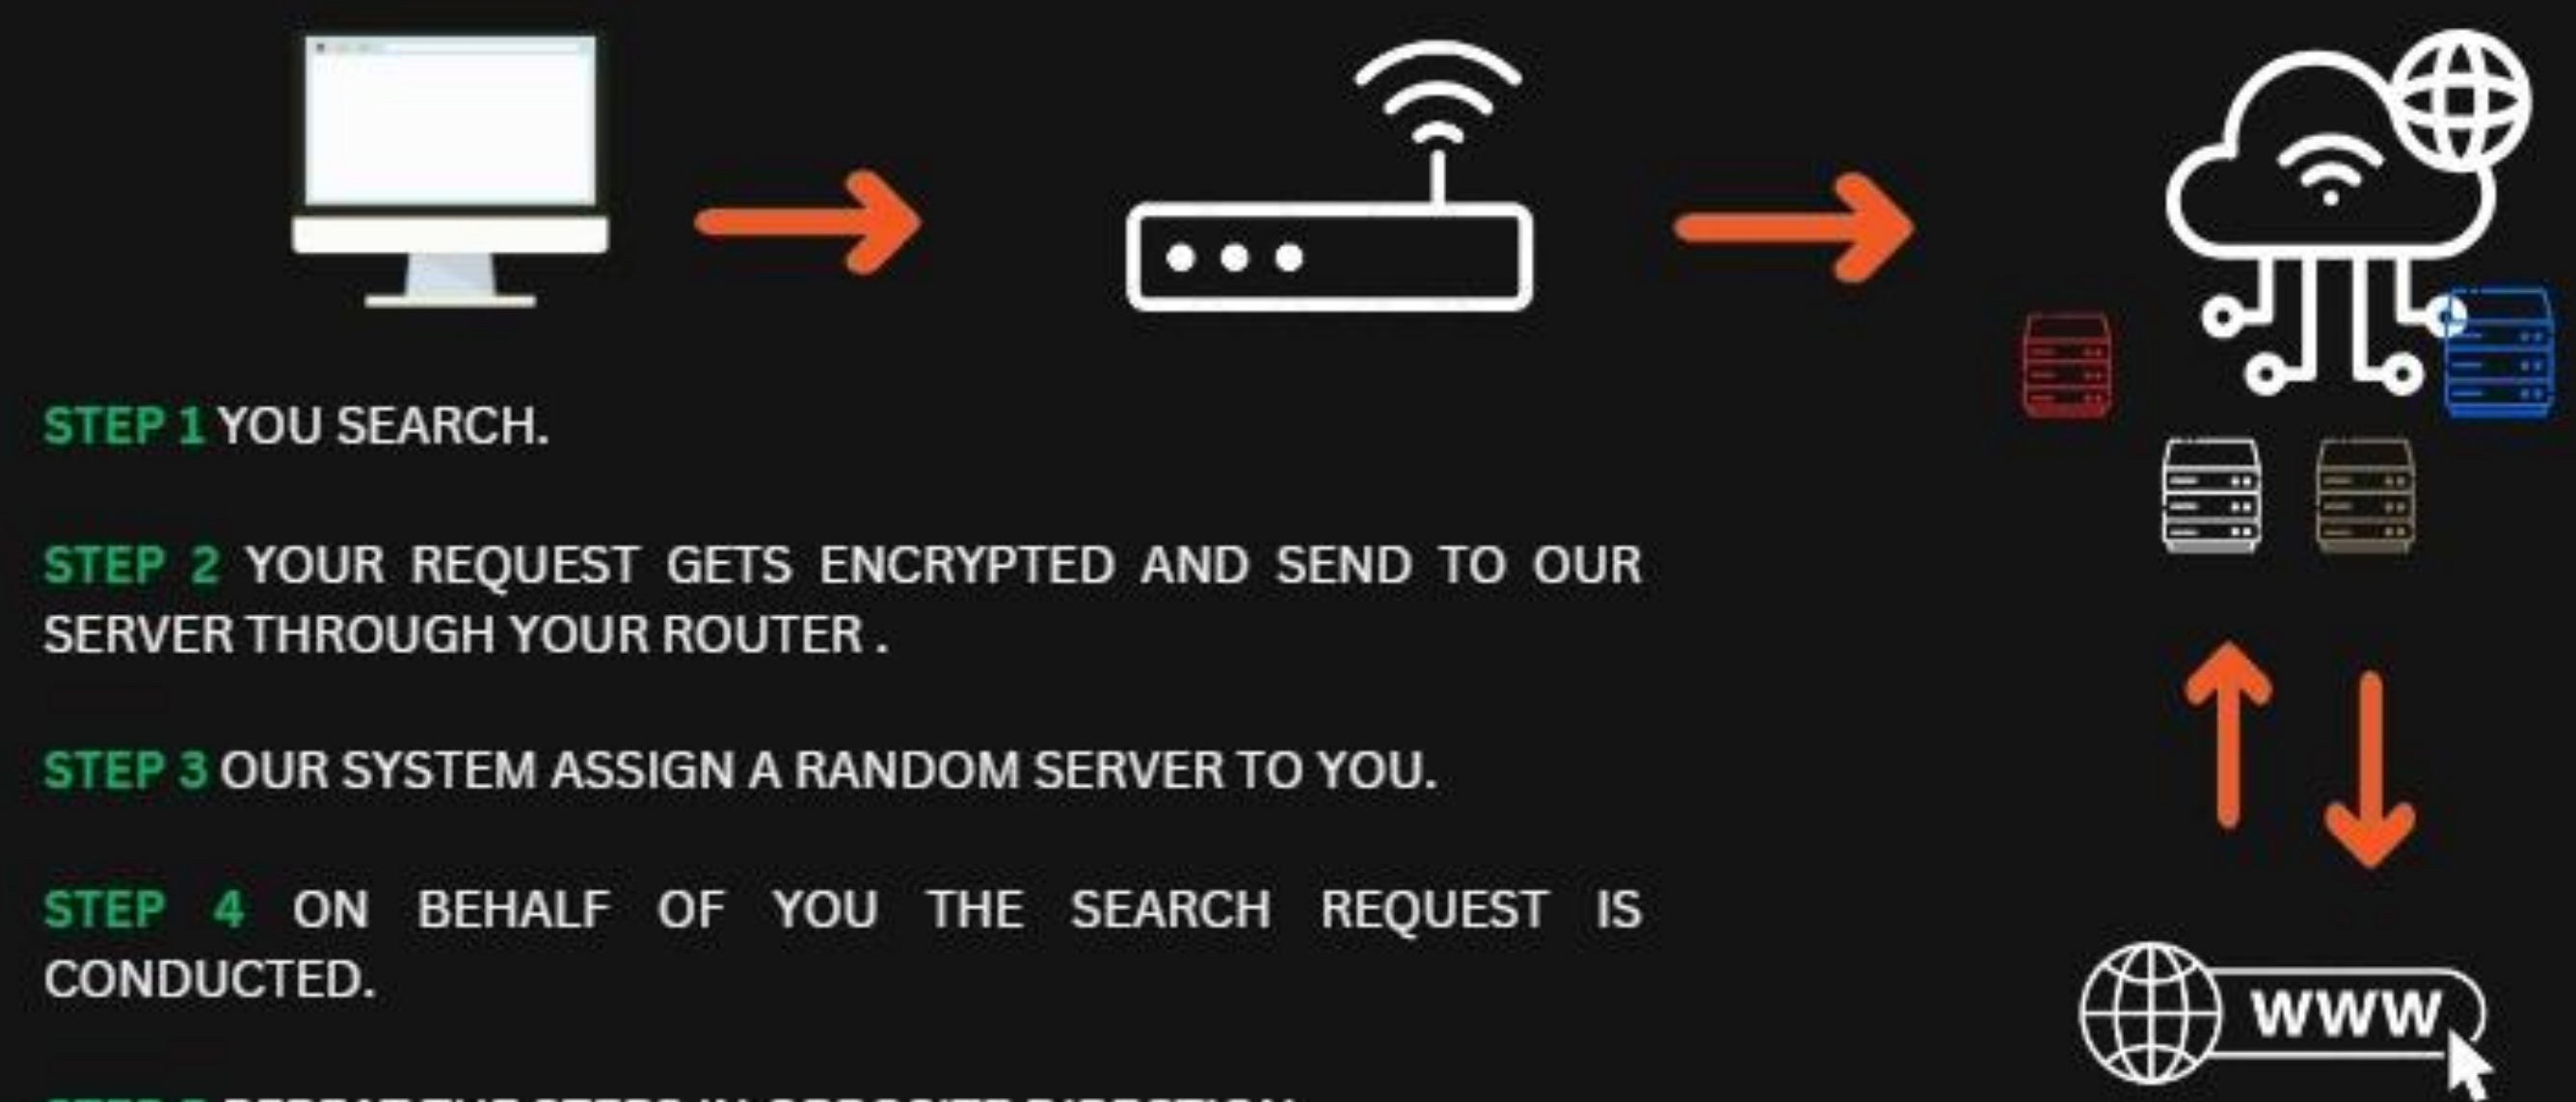 STEP 1 YOU SEARCH.
STEP 2 YOUR REQUEST GETS ENCRYPTED AND SEND TO OUR
SERVER THROUGH YOUR ROUTER .
STEP 3 OUR SYSTEM ASSIGN A RANDOM SERVER TO YOU.
STEP 4 ON BEHALF OF YOU THE SEARCH REQUEST IS
CONDUCTED.
WWW